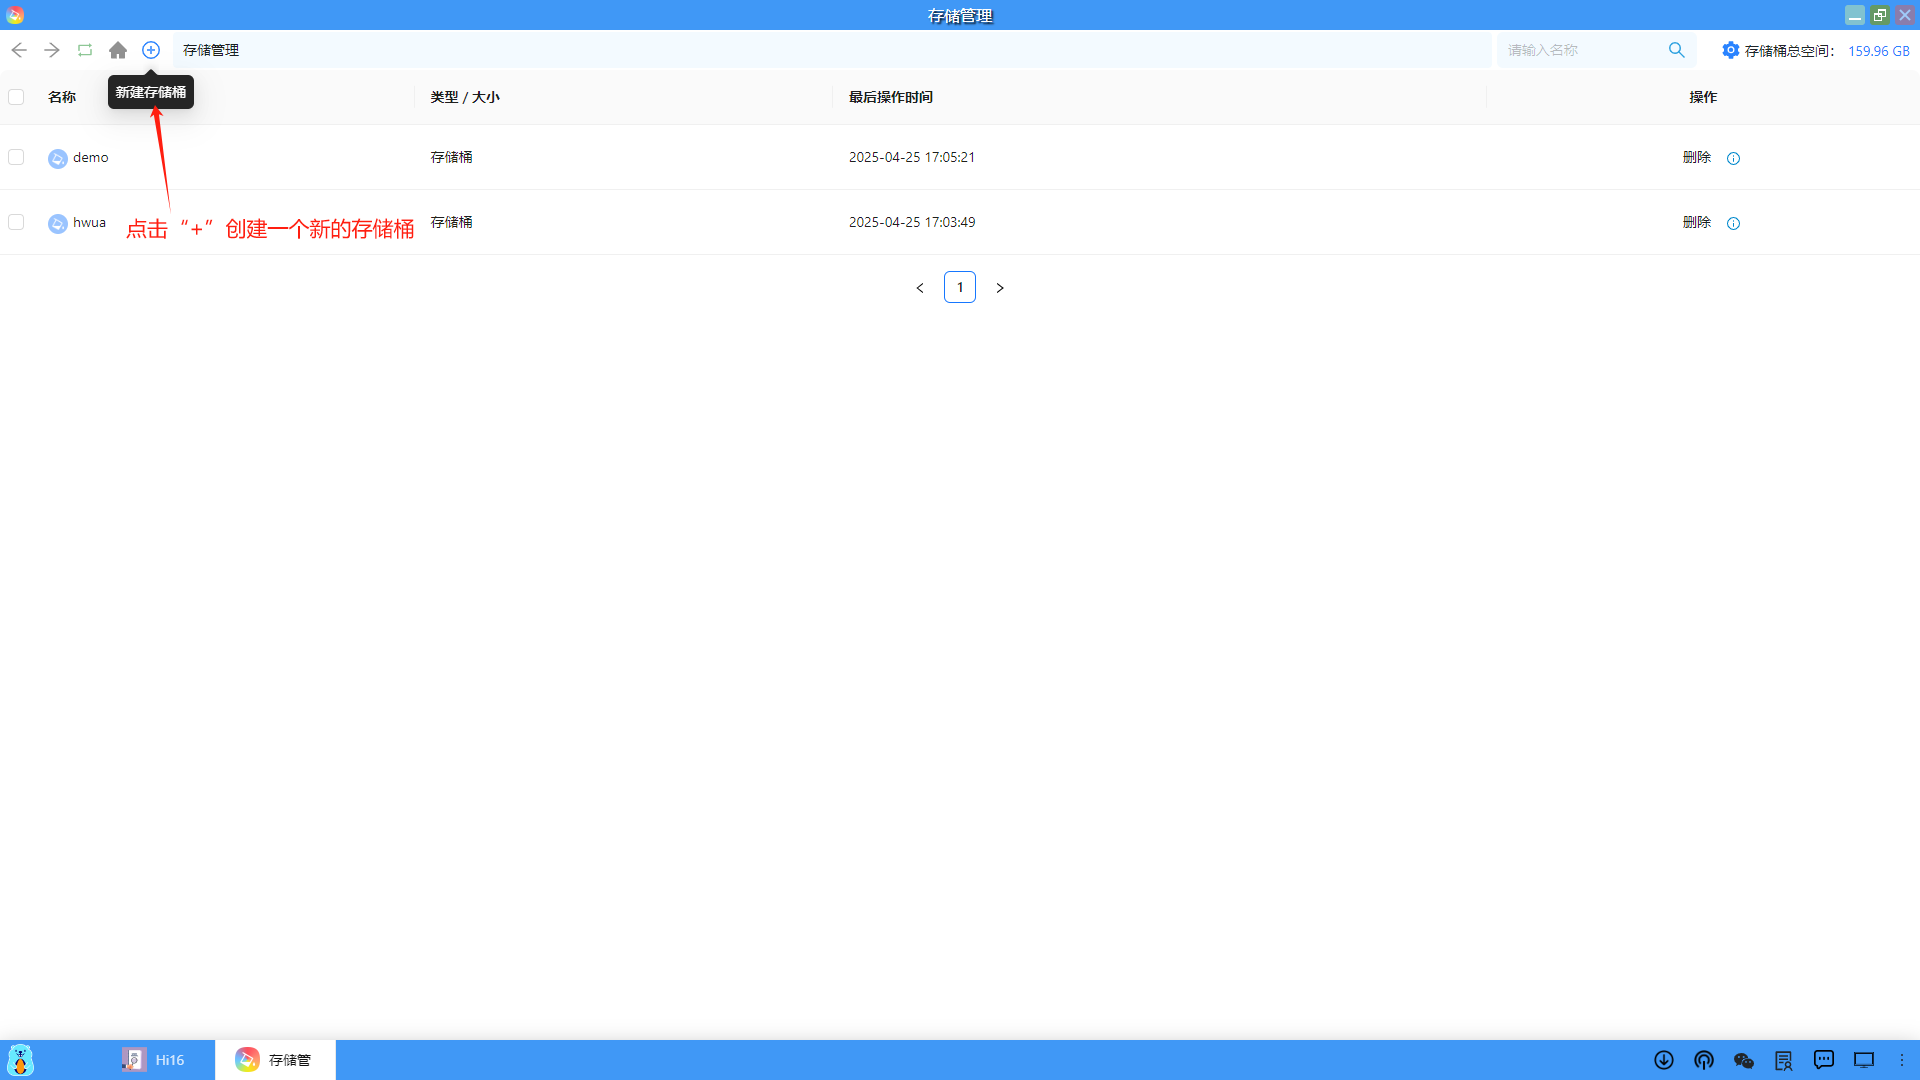 存储管理
存储管理
请输入名称
存储桶总空间： 159.96 GB
新建存储桶
名称 类型 / 大小 最后操作时间 操作
demo 存储桶 2025-04-25 17:05:21 删除
hwua 存储桶 2025-04-25 17:03:49 删除
点击“+”创建一个新的存储桶
1
Hi16 存储管